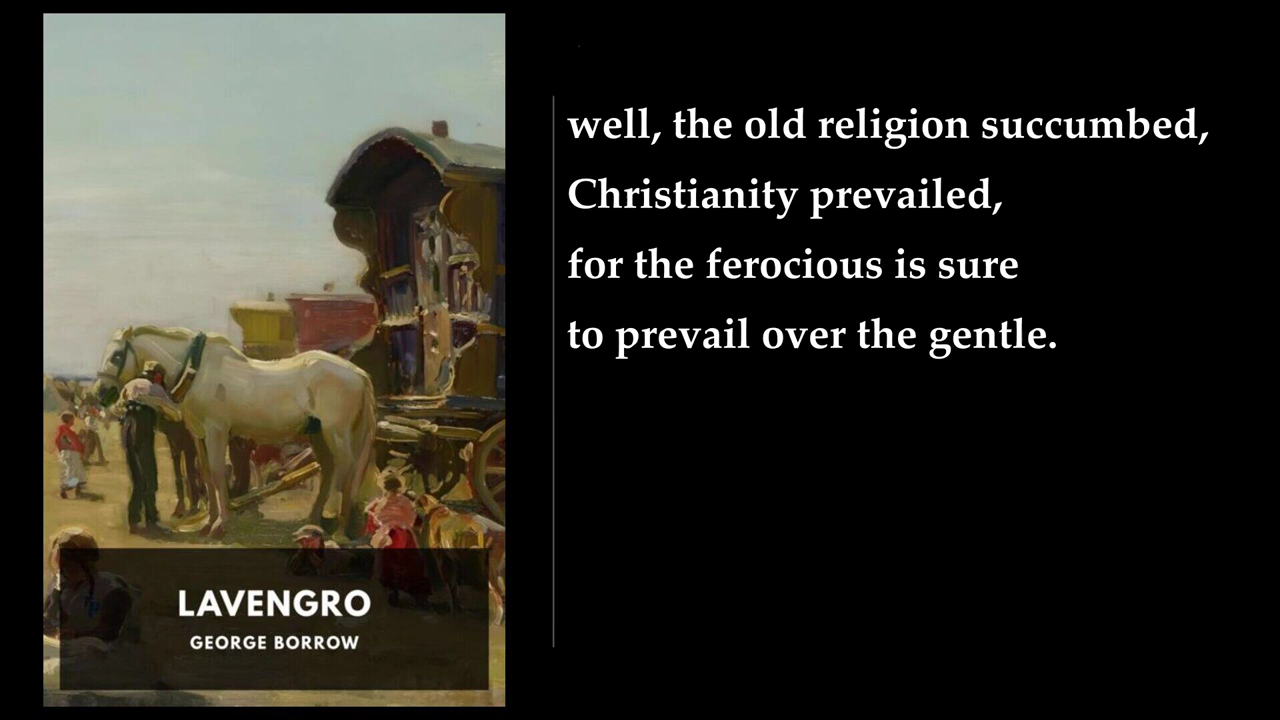 well, the old religion succumbed,
Christianity prevailed,
for the ferocious is sure
to prevail over the gentle.
LAVENGRO
GEORGE BORROW